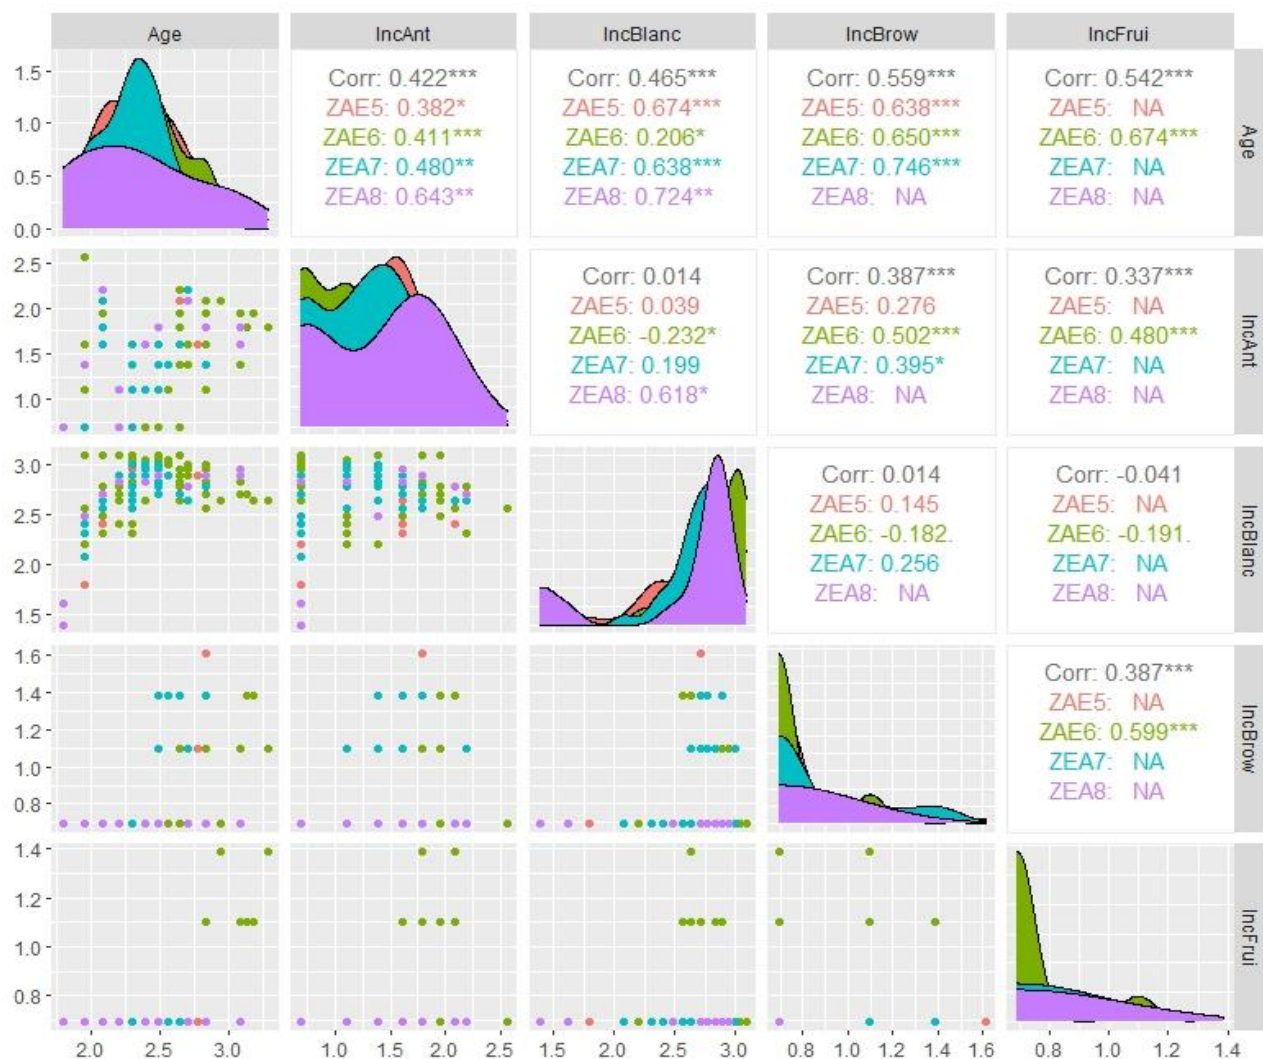 Age IncAnt IncBlanc IncBrow IncFrui
1.5
1.0
0.5
0.0
Corr: 0.422***
ZAE5: 0.382*
ZAE6: 0.411***
ZEA7: 0.480**
ZEA8: 0.643**
Corr: 0.465***
ZAE5: 0.674***
ZAE6: 0.206*
ZEA7: 0.638***
ZEA8: 0.724**
Corr: 0.559***
ZAE5: 0.638***
ZAE6: 0.650***
ZEA7: 0.746***
ZEA8: NA
Corr: 0.542***
ZAE5: NA
ZAE6: 0.674***
ZEA7: NA
ZEA8: NA
Age
2.5
2.0
1.5
1.0
Corr: 0.014
ZAE5: 0.039
ZAE6: -0.232*
ZEA7: 0.199
ZEA8: 0.618*
Corr: 0.387***
ZAE5: 0.276
ZAE6: 0.502***
ZEA7: 0.395*
ZEA8: NA
Corr: 0.337***
ZAE5: NA
ZAE6: 0.480***
ZEA7: NA
ZEA8: NA
IncAnt
3.0
2.5
2.0
1.5
Corr: 0.014
ZAE5: 0.145
ZAE6: -0.182.
ZEA7: 0.256
ZEA8: NA
Corr: -0.041
ZAE5: NA
ZAE6: -0.191.
ZEA7: NA
ZEA8: NA
IncBlanc
1.6
1.4
1.2
1.0
0.8
Corr: 0.387***
ZAE5: NA
ZAE6: 0.599***
ZEA7: NA
ZEA8: NA
IncBrow
1.4
1.2
1.0
0.8
IncFrui
2.0 2.5 3.0 1.0 1.5 2.0 2.5 1.5 2.0 2.5 3.0 0.8 1.0 1.2 1.4 1.6 0.8 1.0 1.2 1.4